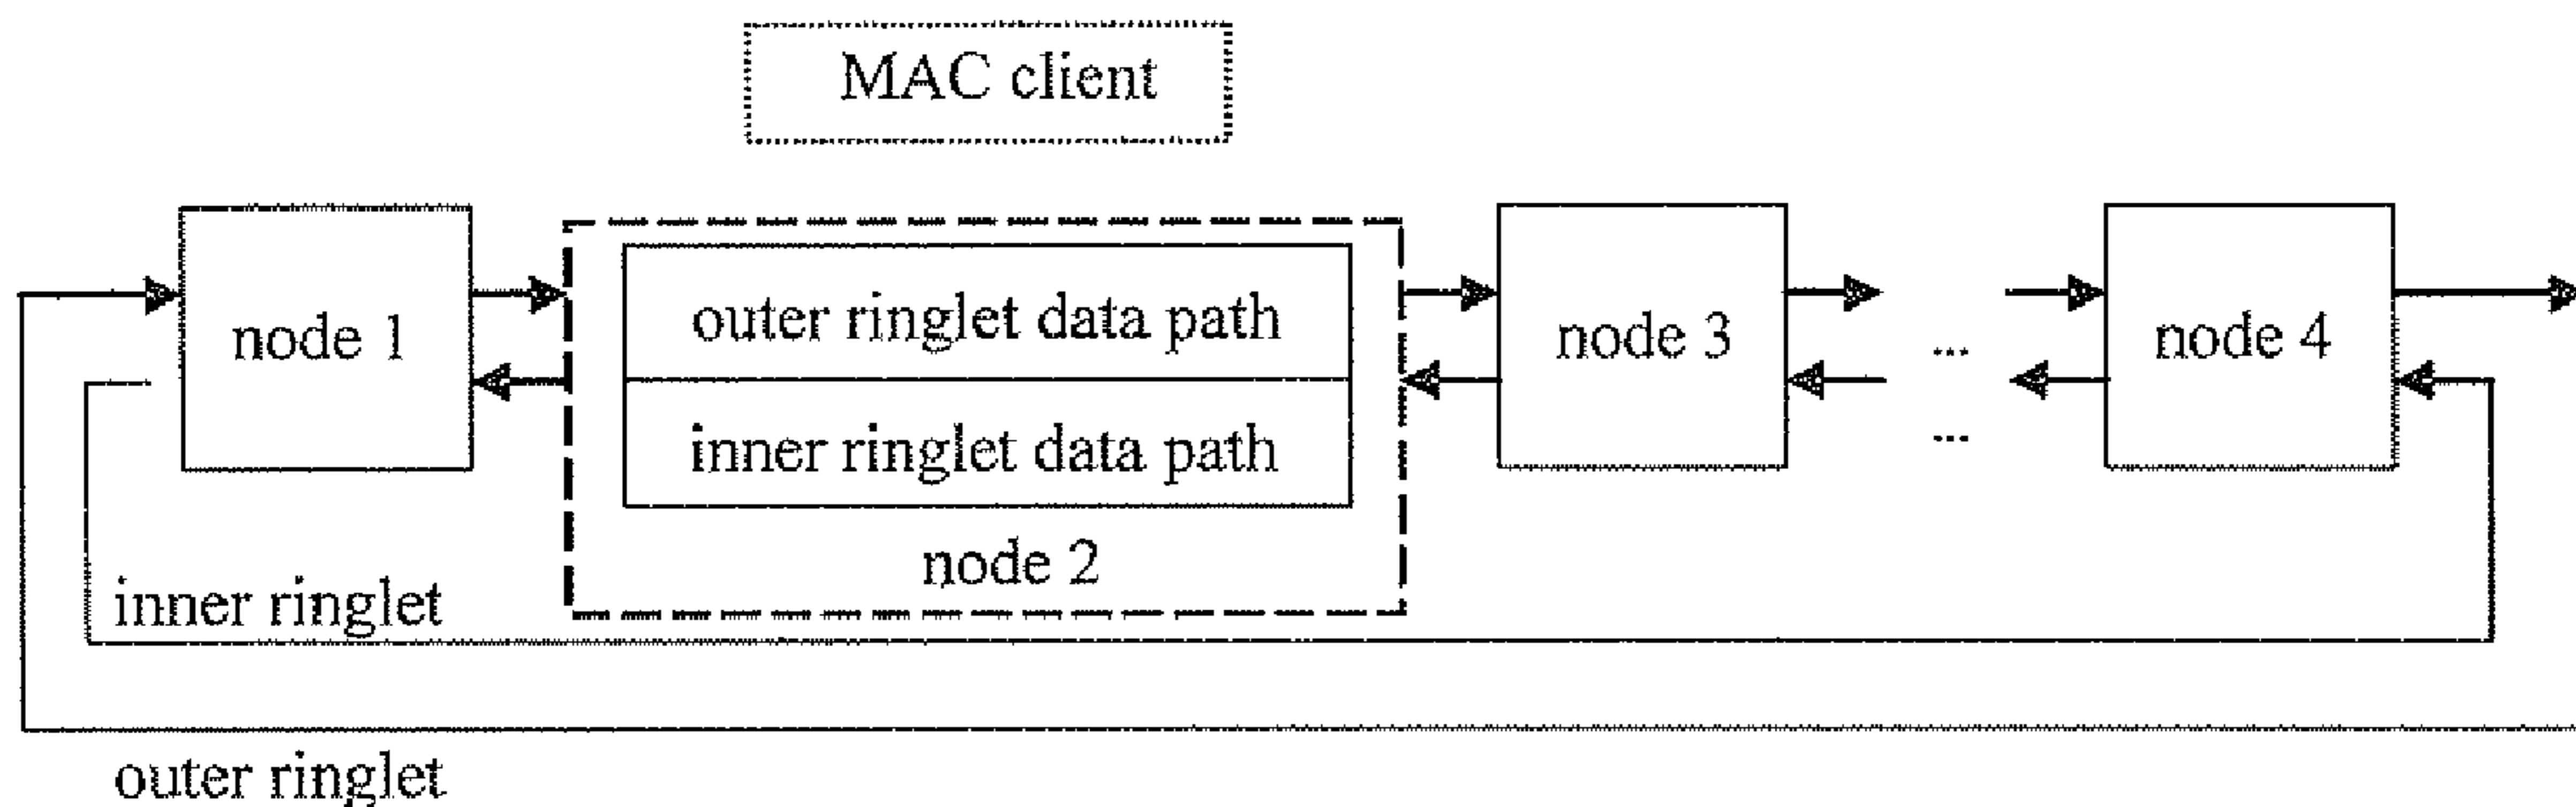 MAC client
node 1
outer ringlet data path
inner ringlet data path
node 2
node 3
...
...
node 4
inner ringlet
outer ringlet